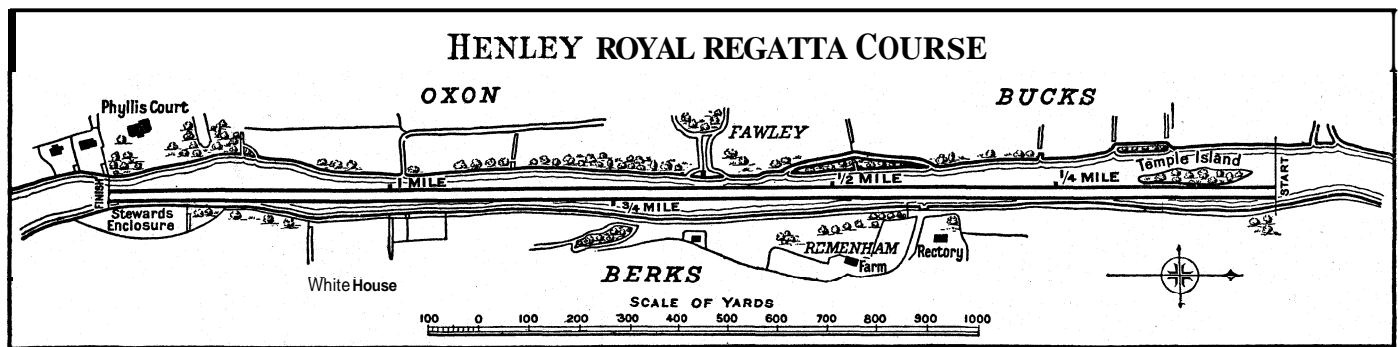 HENLEY ROYAL REGATTA COURSE
OXON
BUCKS
Phyllis Court
FAWLEY
Temple Island
FINISH
1 MILE
1/2 MILE
1/4 MILE
START
3/4 MILE
Stewards
Enclosure
REMENHAM
Farm
Rectory
White House
BERKS
SCALE OF YARDS
100 0 100 200 300 400 500 600 700 800 900 1000